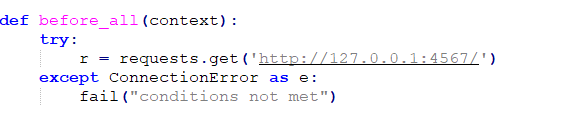 def before_all(context):
    try:
        r = requests.get('http://127.0.0.1:4567/')
    except ConnectionError as e:
        fail("conditions not met")